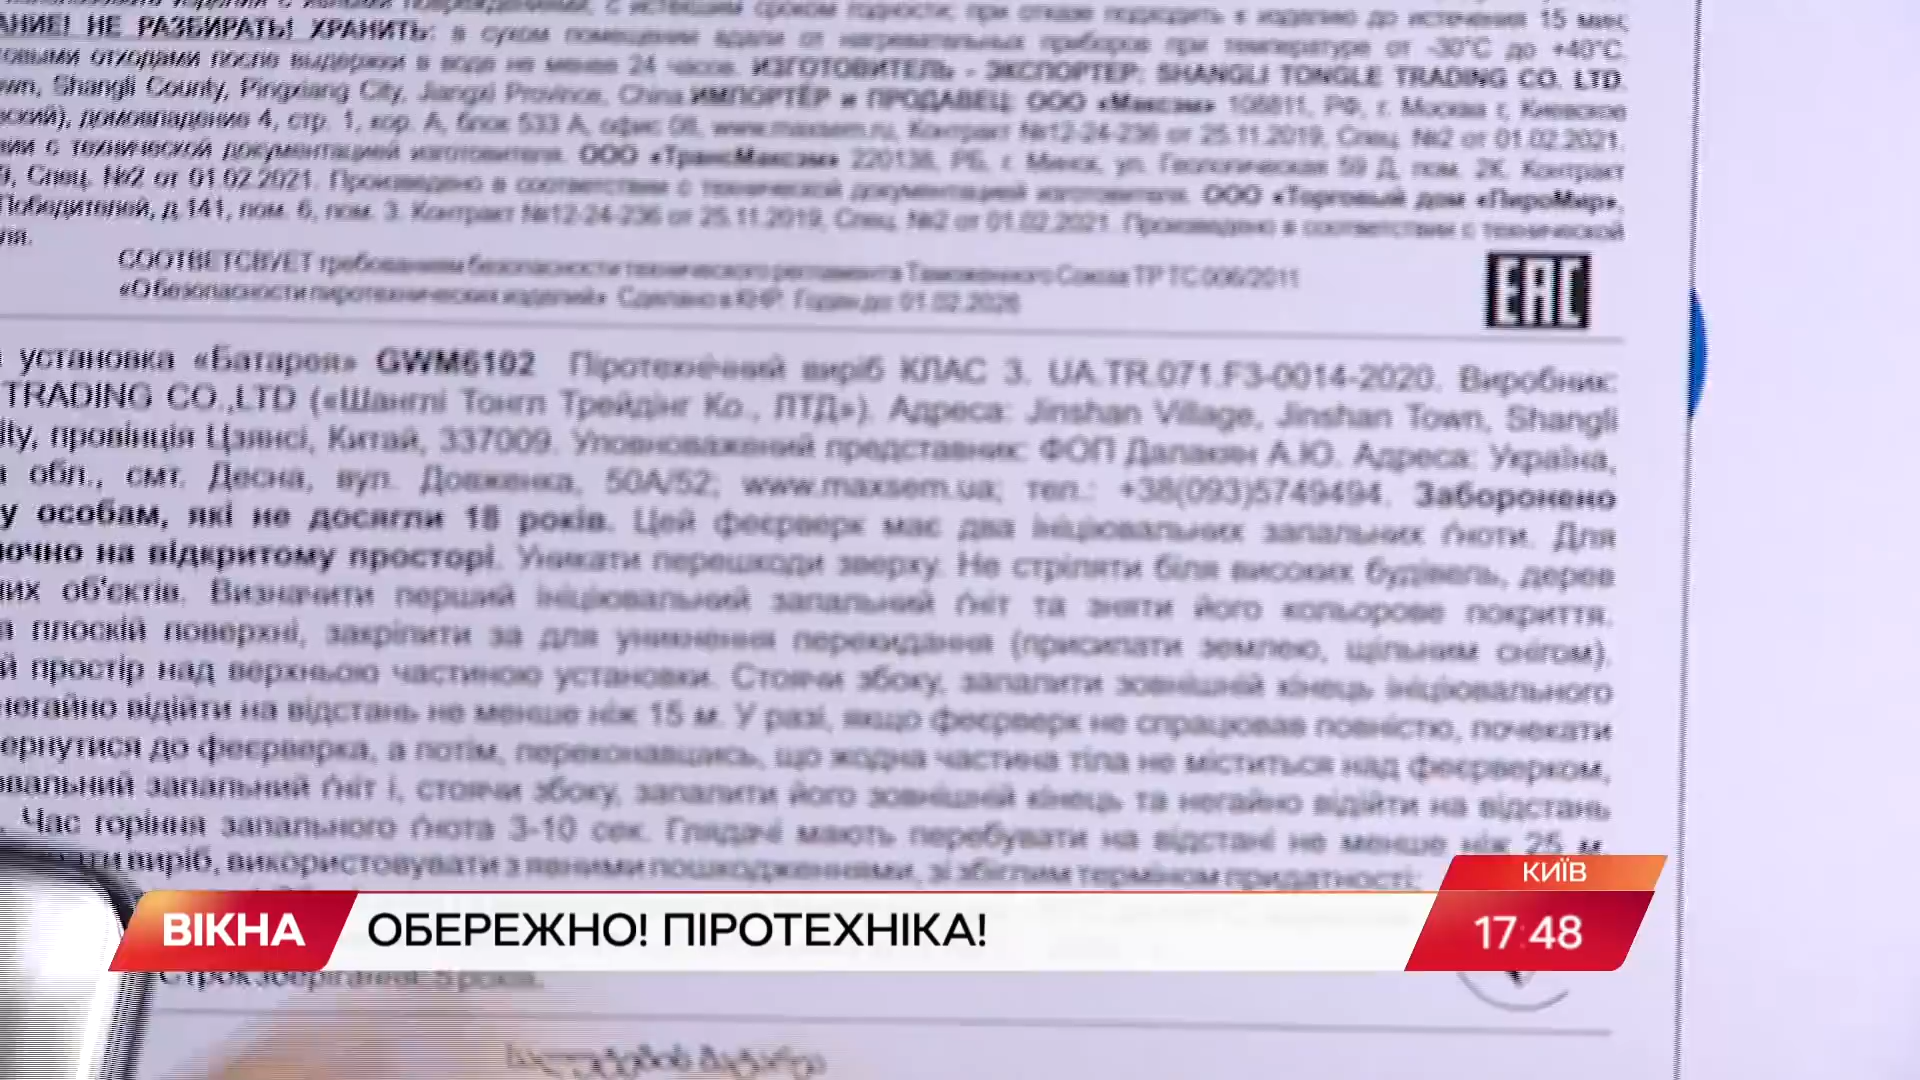 АНИЕ! НЕ РАЗБИРАТЬ! ХРАНИТЬ: в сухом помещении вдали от нагревательных приборов при температуре от -30°C до +40°C.
овыми отходами после выдержки в воде не менее 24 часов. ИЗГОТОВИТЕЛЬ - ЭКСПОРТЕР: SHANGLI TONGLE TRADING CO. LTD.
wn, Shangli County, Pingxiang City, Jiangxi Province, China ИМПОРТЁР и ПРОДАВЕЦ: ООО «Максэм» 108811, РФ, г. Москва г, Киевское
ский), домовладение 4, стр. 1, кор. А, блок 533 А, офис 08, www.maxsem.ru, Контракт №12-24-236 от 25.11.2019, Спец. №2 от 01.02.2021.
ии с технической документацией изготовителя. ООО «ТрансМаксэм» 220138, РБ, г. Минск, ул. Геологическая 59 Д, пом. 2К. Контракт
9, Спец. №2 от 01.02.2021. Произведено в соответствии с технической документацией изготовителя. ООО «Торговый дом «ПироМир»,
Победителей, д.141, пом. 6, пом. 3. Контракт №12-24-236 от 25.11.2019, Спец. №2 от 01.02.2021. Произведено в соответствии с технической
ля.
СООТВЕТСВУЕТ требованиям безопасности технического регламента Таможенного Союза ТР ТС 006/2011
«О безопасности пиротехнических изделий» Сделано в КНР. Годен до: 01.02.2026
EAC
установка «Батарея» GWM6102 Піротехнічний виріб КЛАС 3. UA.TR.071.F3-0014-2020. Виробник:
TRADING CO.,LTD («Шанглі Тонгл Трейдінг Ко., ЛТД»). Адреса: Jinshan Village, Jinshan Town, Shangli
ity, провінція Цзянсі, Китай, 337009. Уповноважений представник: ФОП Далакян А.Ю. Адреса: Україна,
а обл., смт. Десна, вул. Довженка, 50А/52; www.maxsem.ua; тел.: +38(093)5749494. Заборонено
у особам, які не досягли 18 років. Цей феєрверк має два ініціювальних запальних ґноти. Для
ючно на відкритому просторі. Уникати перешкоди зверху. Не стріляти біля високих будівель, дерев
них об'єктів. Визначити перший ініціювальний запальний ґніт та зняти його кольорове покриття.
а плоскій поверхні, закріпити за для уникнення перекидання (присипати землею, щільним снігом).
й простір над верхньою частиною установки. Стоячи збоку, запалити зовнішній кінець ініціювального
негайно відійти на відстань не менше ніж 15 м. У разі, якщо феєрверк не спрацював повністю, почекати
ернутися до феєрверка, а потім, переконавшись, що жодна частина тіла не міститься над феєрверком,
вальний запальний ґніт і, стоячи збоку, запалити його зовнішній кінець та негайно відійти на відстань
. Час горіння запального ґнота 3-10 сек. Глядачі мають перебувати на відстані не менше ніж 25 м.
виріб, використовувати з явними пошкодженнями, зі збіглим терміном придатності;
КИЇВ
ВІКНА ОБЕРЕЖНО! ПІРОТЕХНІКА! 17:48
Строк зберігання: 5 років.